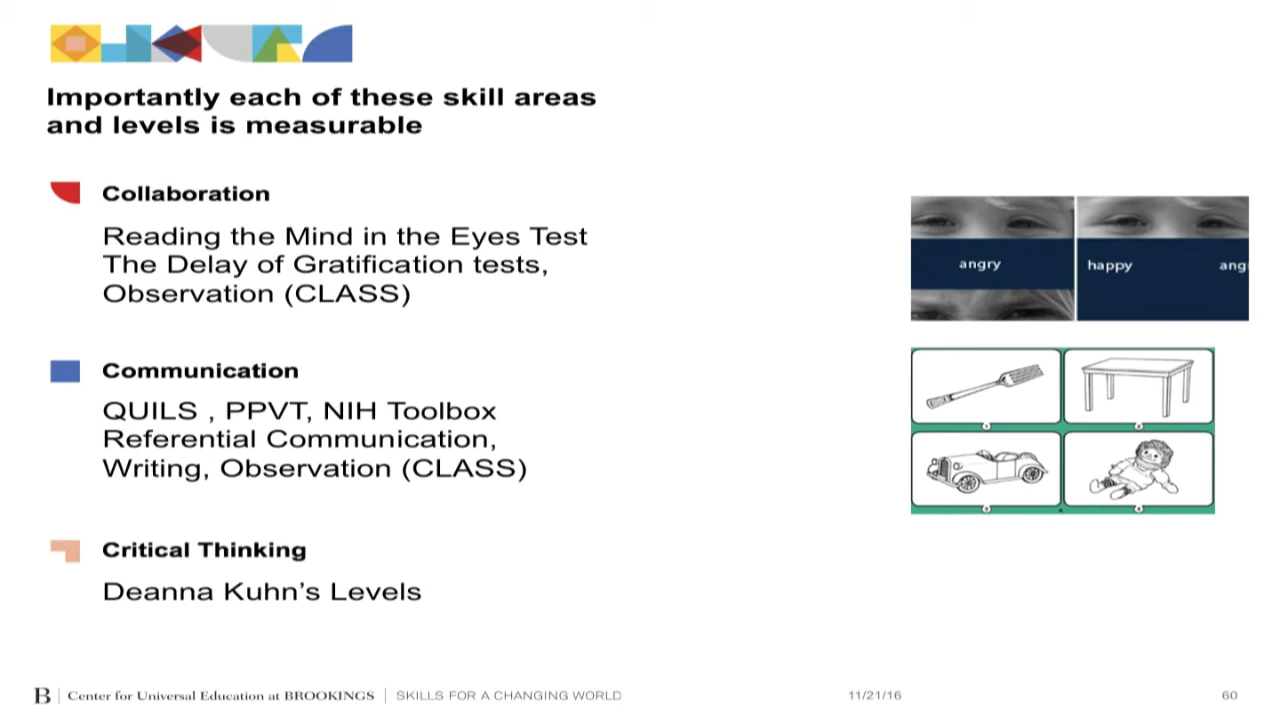 Importantly each of these skill areas
and levels is measurable
Collaboration
Reading the Mind in the Eyes Test
The Delay of Gratification tests,
Observation (CLASS)
angry
happy
ang
Communication
QUILS , PPVT, NIH Toolbox
Referential Communication,
Writing, Observation (CLASS)
Critical Thinking
Deanna Kuhn's Levels
B | Center for Universal Education at BROOKINGS | SKILLS FOR A CHANGING WORLD
11/21/16
60